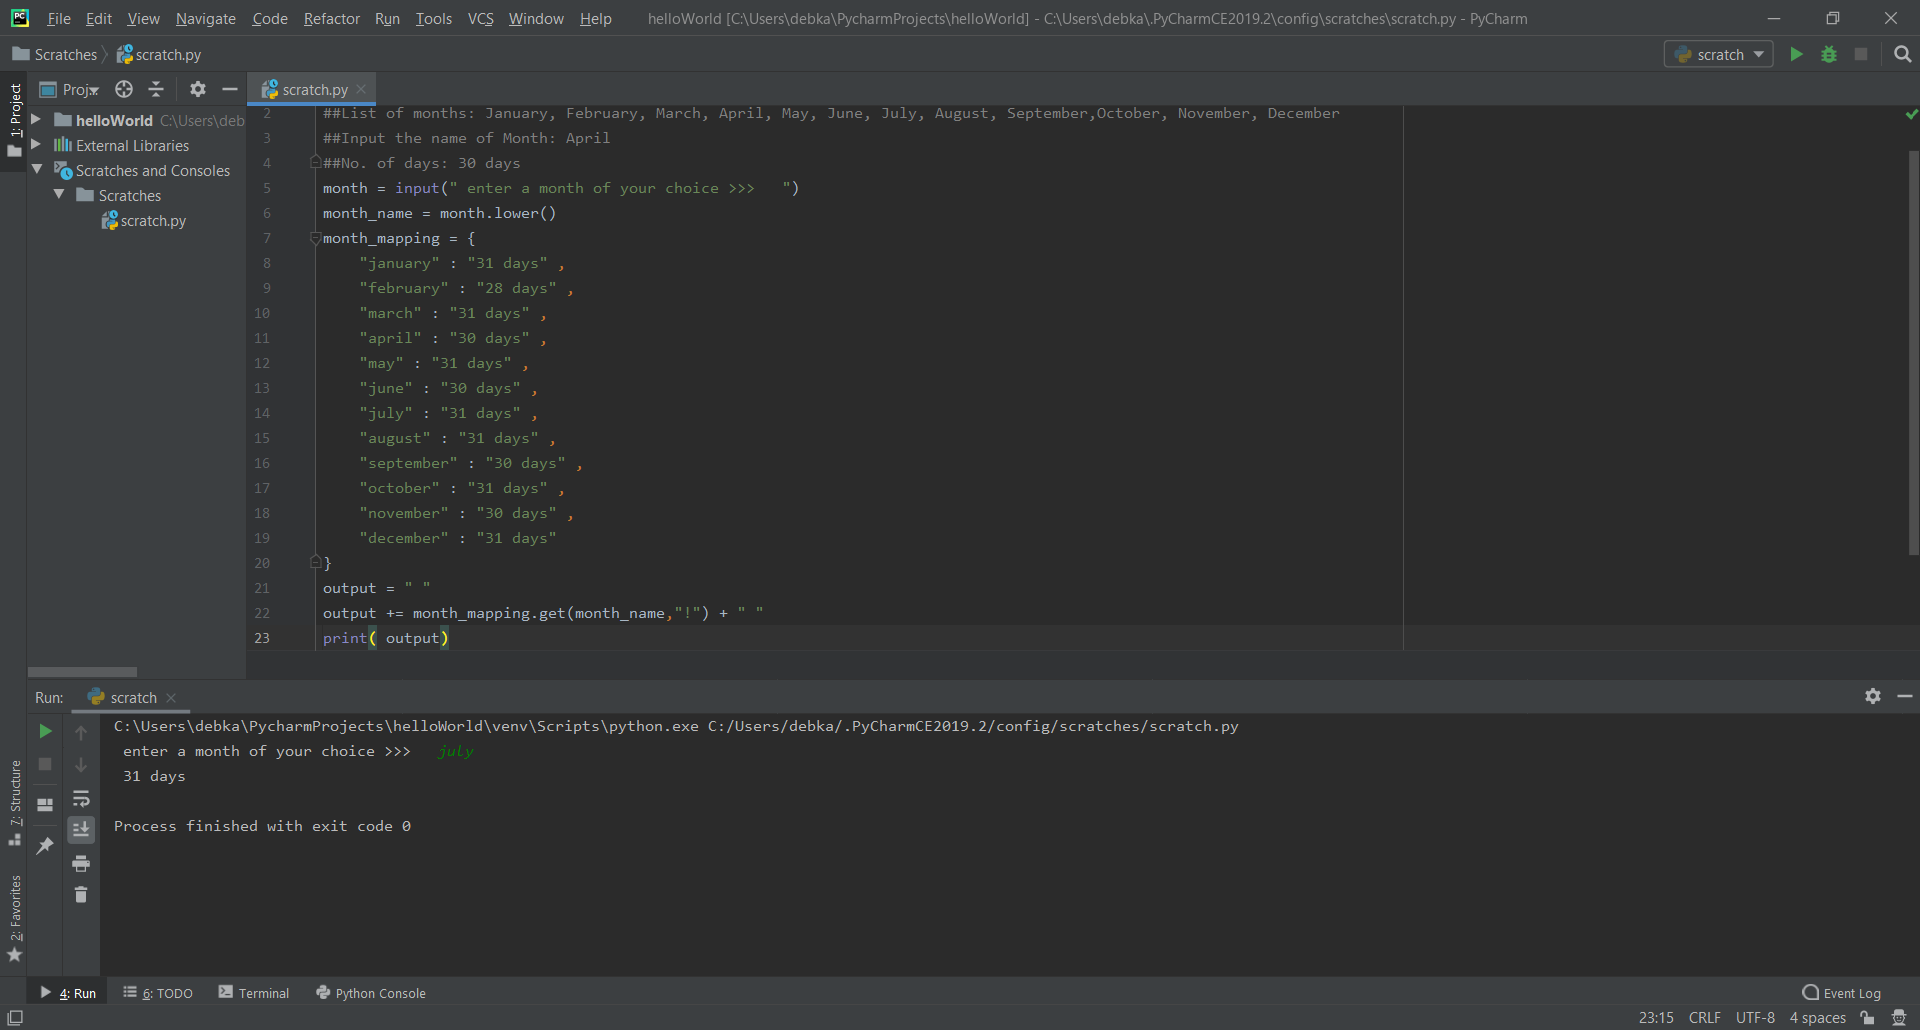 File Edit View Navigate Code Refactor Run Tools VCS Window Help helloWorld [C:\Users\debka\PycharmProjects\helloWorld] - C:\Users\debka\.PyCharmCE2019.2\config\scratches\scratch.py - PyCharm
Scratches scratch.py scratch
1: Project
Proj scratch.py
helloWorld C:\Users\deb
External Libraries
Scratches and Consoles
Scratches
scratch.py
2 ##List of months: January, February, March, April, May, June, July, August, September,October, November, December
3 ##Input the name of Month: April
4 ##No. of days: 30 days
5 month = input(" enter a month of your choice >>>   ")
6 month_name = month.lower()
7 month_mapping = {
8     "january" : "31 days" ,
9     "february" : "28 days" ,
10     "march" : "31 days" ,
11     "april" : "30 days" ,
12     "may" : "31 days" ,
13     "june" : "30 days" ,
14     "july" : "31 days" ,
15     "august" : "31 days" ,
16     "september" : "30 days" ,
17     "october" : "31 days" ,
18     "november" : "30 days" ,
19     "december" : "31 days"
20 }
21 output = " "
22 output += month_mapping.get(month_name,"!") + " "
23 print( output)
Run: scratch
C:\Users\debka\PycharmProjects\helloWorld\venv\Scripts\python.exe C:/Users/debka/.PyCharmCE2019.2/config/scratches/scratch.py
 enter a month of your choice >>>   july
 31 days
Process finished with exit code 0
7: Structure
2: Favorites
4: Run 6: TODO Terminal Python Console Event Log
23:15 CRLF UTF-8 4 spaces